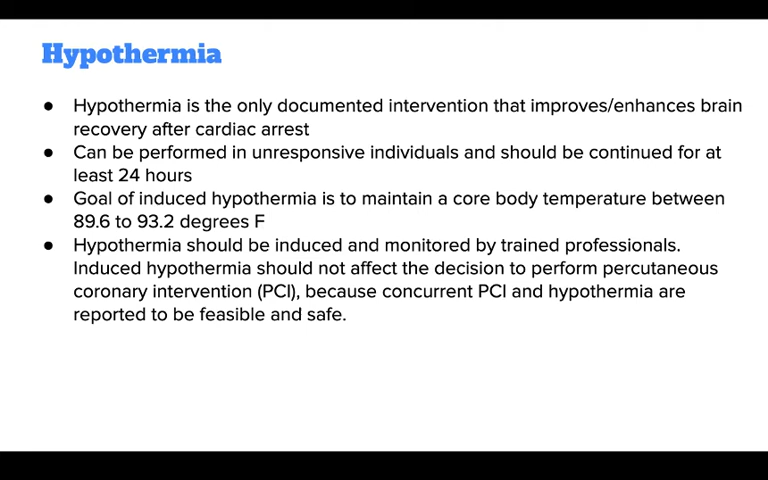 Hypothermia
● Hypothermia is the only documented intervention that improves/enhances brain
recovery after cardiac arrest
● Can be performed in unresponsive individuals and should be continued for at
least 24 hours
● Goal of induced hypothermia is to maintain a core body temperature between
89.6 to 93.2 degrees F
● Hypothermia should be induced and monitored by trained professionals.
Induced hypothermia should not affect the decision to perform percutaneous
coronary intervention (PCI), because concurrent PCI and hypothermia are
reported to be feasible and safe.